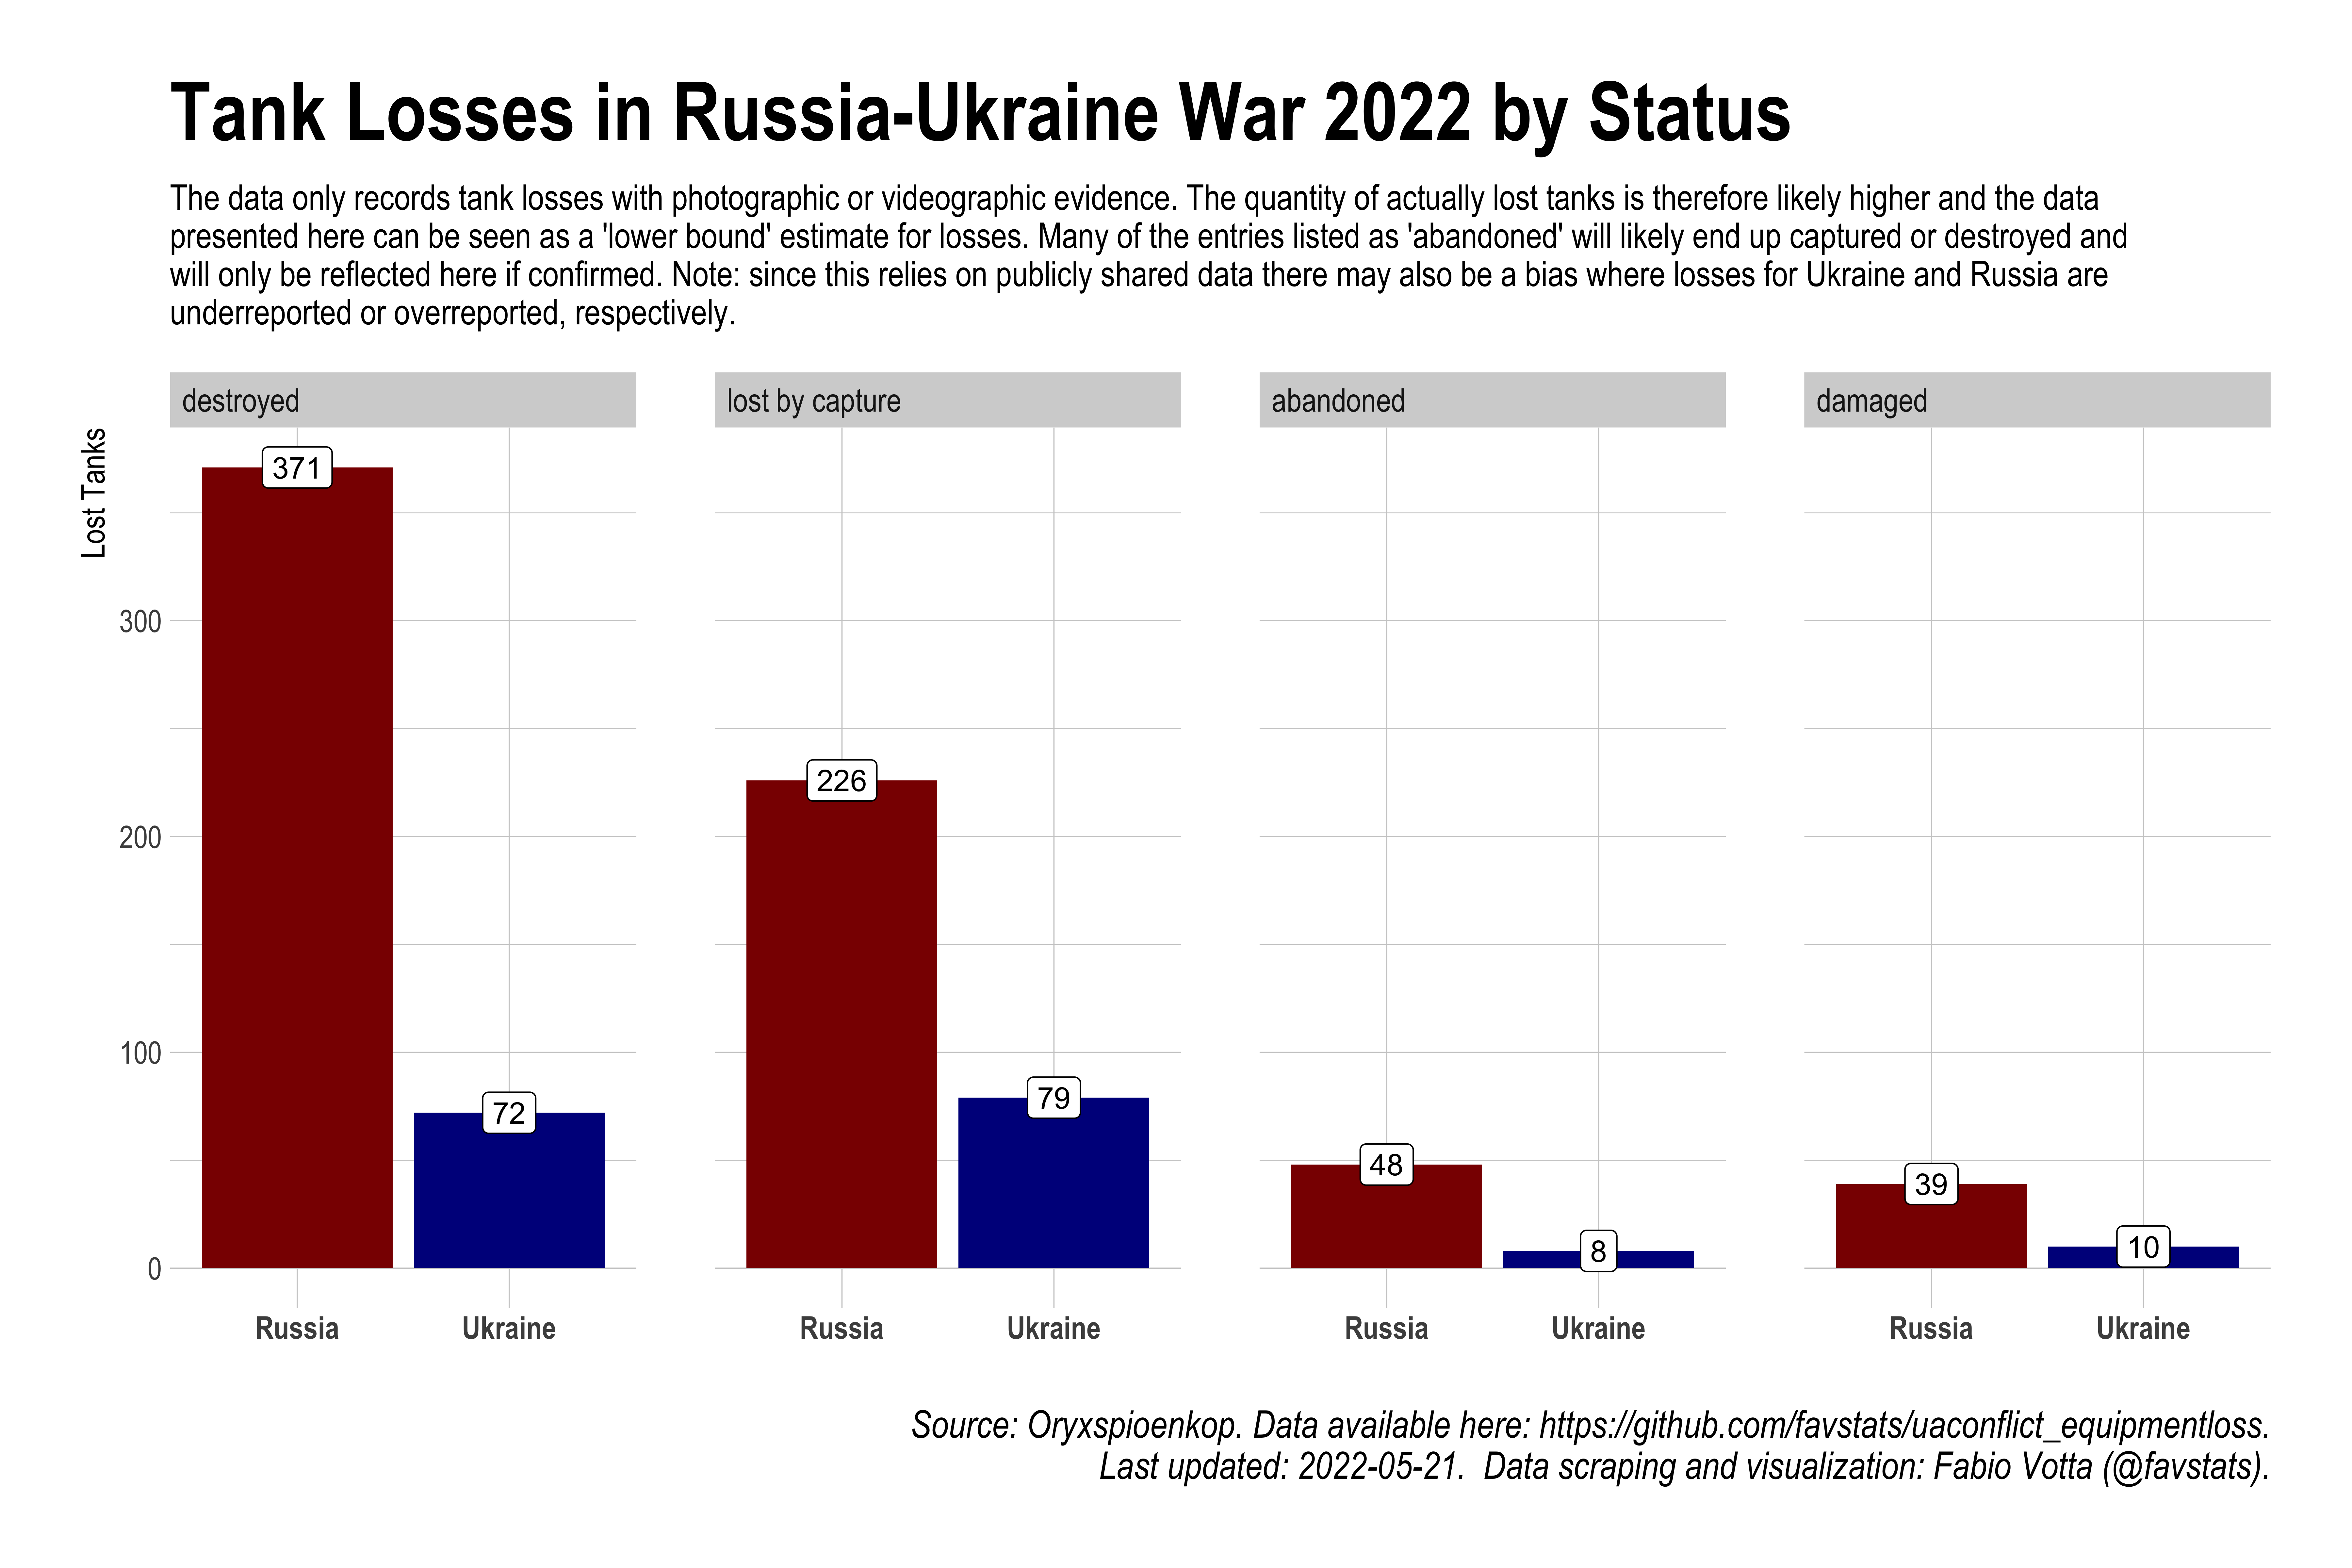 Tank Losses in Russia-Ukraine War 2022 by Status
The data only records tank losses with photographic or videographic evidence. The quantity of actually lost tanks is therefore likely higher and the data
presented here can be seen as a 'lower bound' estimate for losses. Many of the entries listed as 'abandoned' will likely end up captured or destroyed and
will only be reflected here if confirmed. Note: since this relies on publicly shared data there may also be a bias where losses for Ukraine and Russia are
underreported or overreported, respectively.
destroyed
lost by capture
abandoned
damaged
Lost Tanks
300
200
100
0
371
72
226
79
48
8
39
10
Russia
Ukraine
Russia
Ukraine
Russia
Ukraine
Russia
Ukraine
Source: Oryxspioenkop. Data available here: https://github.com/favstats/uaconflict_equipmentloss.
Last updated: 2022-05-21.  Data scraping and visualization: Fabio Votta (@favstats).